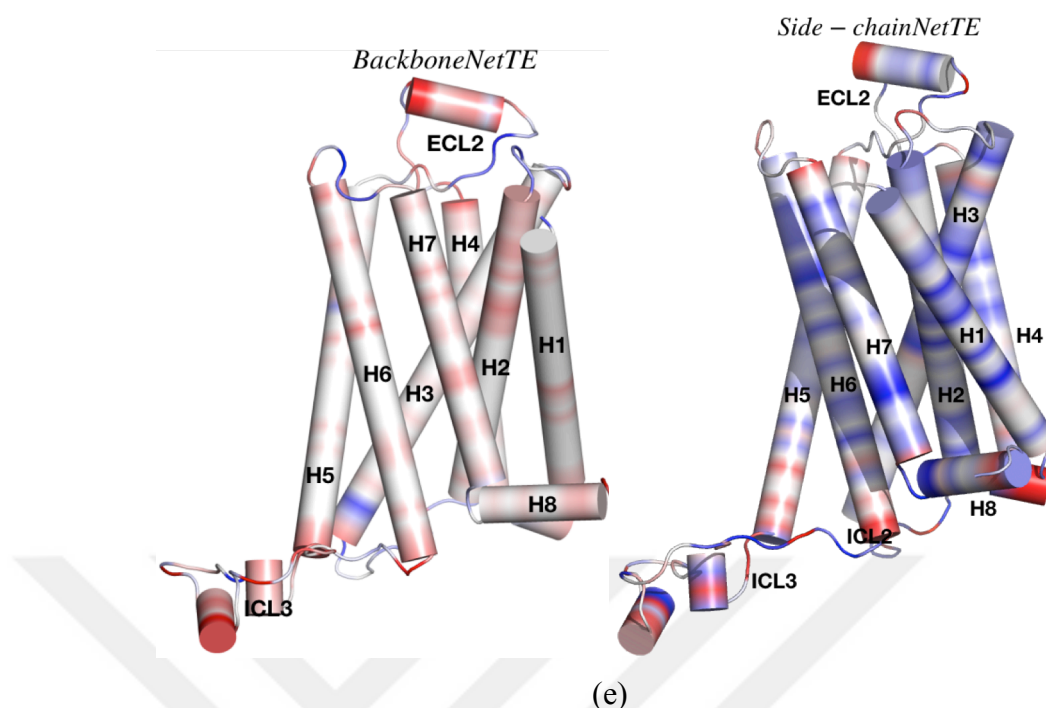 BackboneNetTE
ECL2
H7
H4
H6
H3
H2
H1
H5
H8
ICL3
Side – chainNetTE
ECL2
H3
H1
H4
H7
H5
H6
H2
H8
ICL2
ICL3
(e)